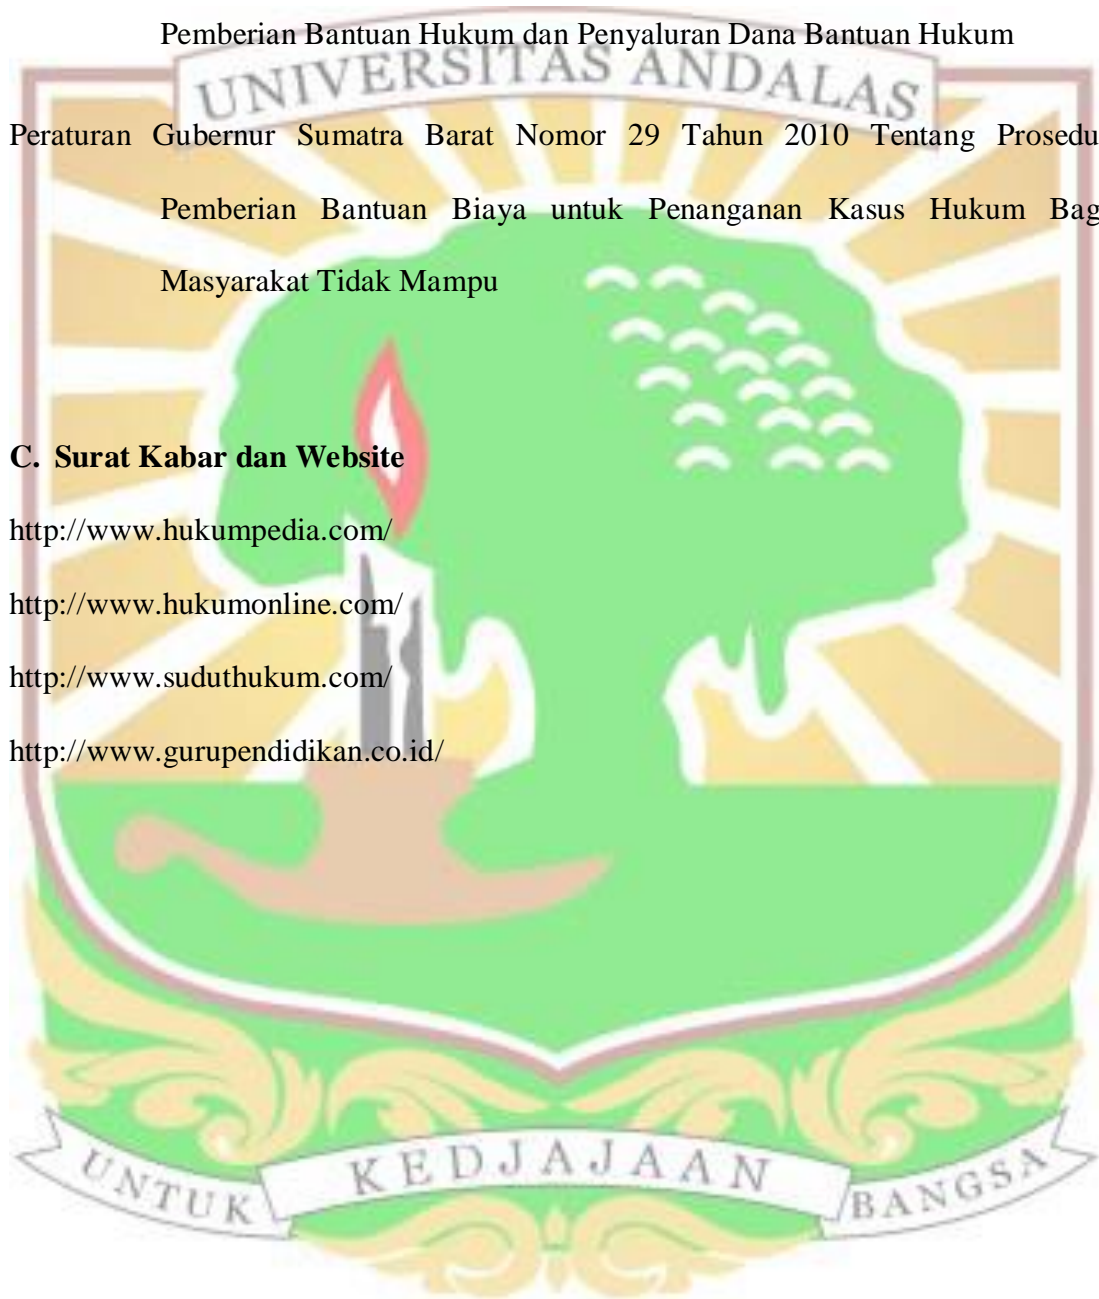 Pemberian Bantuan Hukum dan Penyaluran Dana Bantuan Hukum
UNIVERSITAS ANDALAS
Peraturan Gubernur Sumatra Barat Nomor 29 Tahun 2010 Tentang Prosedu
Pemberian Bantuan Biaya untuk Penanganan Kasus Hukum Bag
Masyarakat Tidak Mampu
C. Surat Kabar dan Website
http://www.hukumpedia.com/
http://www.hukumonline.com/
http://www.suduthukum.com/
http://www.gurupendidikan.co.id/
UNTUK KEDJAJAAN BANGSA